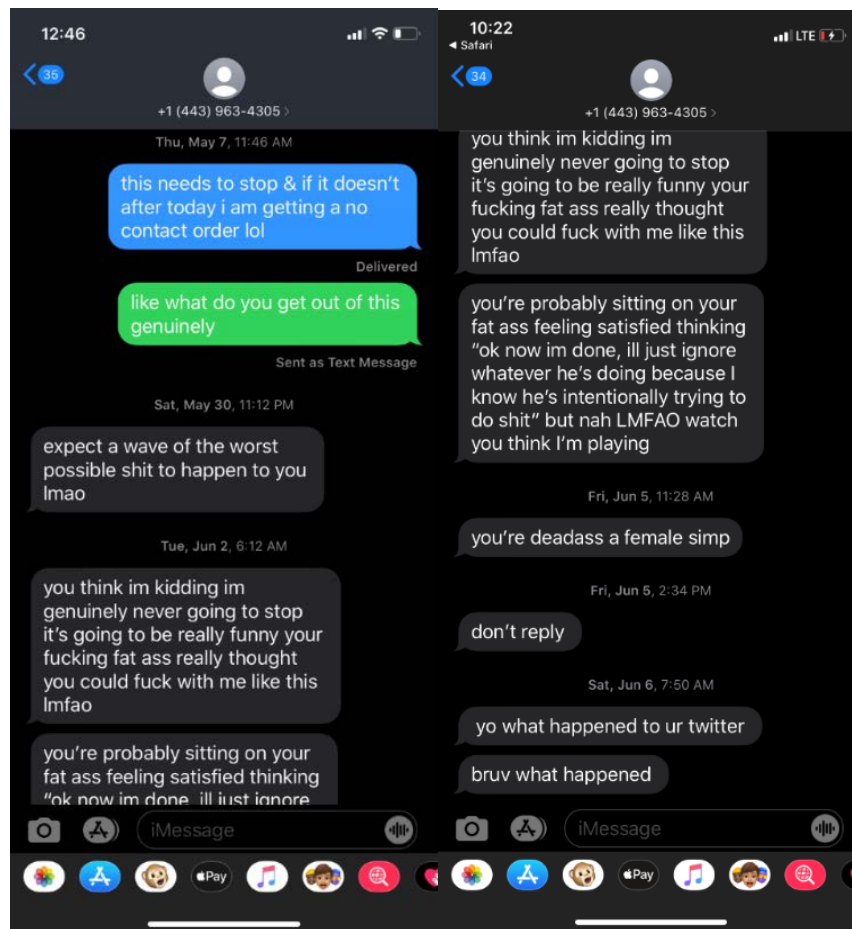 12:46
35
+1 (443) 963-4305 >
Thu, May 7, 11:46 AM
this needs to stop & if it doesn't
after today i am getting a no
contact order lol
Delivered
like what do you get out of this
genuinely
Sent as Text Message
Sat, May 30, 11:12 PM
expect a wave of the worst
possible shit to happen to you
lmao
Tue, Jun 2, 6:12 AM
you think im kidding im
genuinely never going to stop
it's going to be really funny your
fucking fat ass really thought
you could fuck with me like this
lmfao
you're probably sitting on your
fat ass feeling satisfied thinking
"ok now im done, ill just ignore
iMessage
Pay
10:22
Safari
LTE
34
+1 (443) 963-4305 >
you think im kidding im
genuinely never going to stop
it's going to be really funny your
fucking fat ass really thought
you could fuck with me like this
lmfao
you're probably sitting on your
fat ass feeling satisfied thinking
"ok now im done, ill just ignore
whatever he's doing because I
know he's intentionally trying to
do shit" but nah LMFAO watch
you think I'm playing
Fri, Jun 5, 11:28 AM
you're deadass a female simp
Fri, Jun 5, 2:34 PM
don't reply
Sat, Jun 6, 7:50 AM
yo what happened to ur twitter
bruv what happened
iMessage
Pay